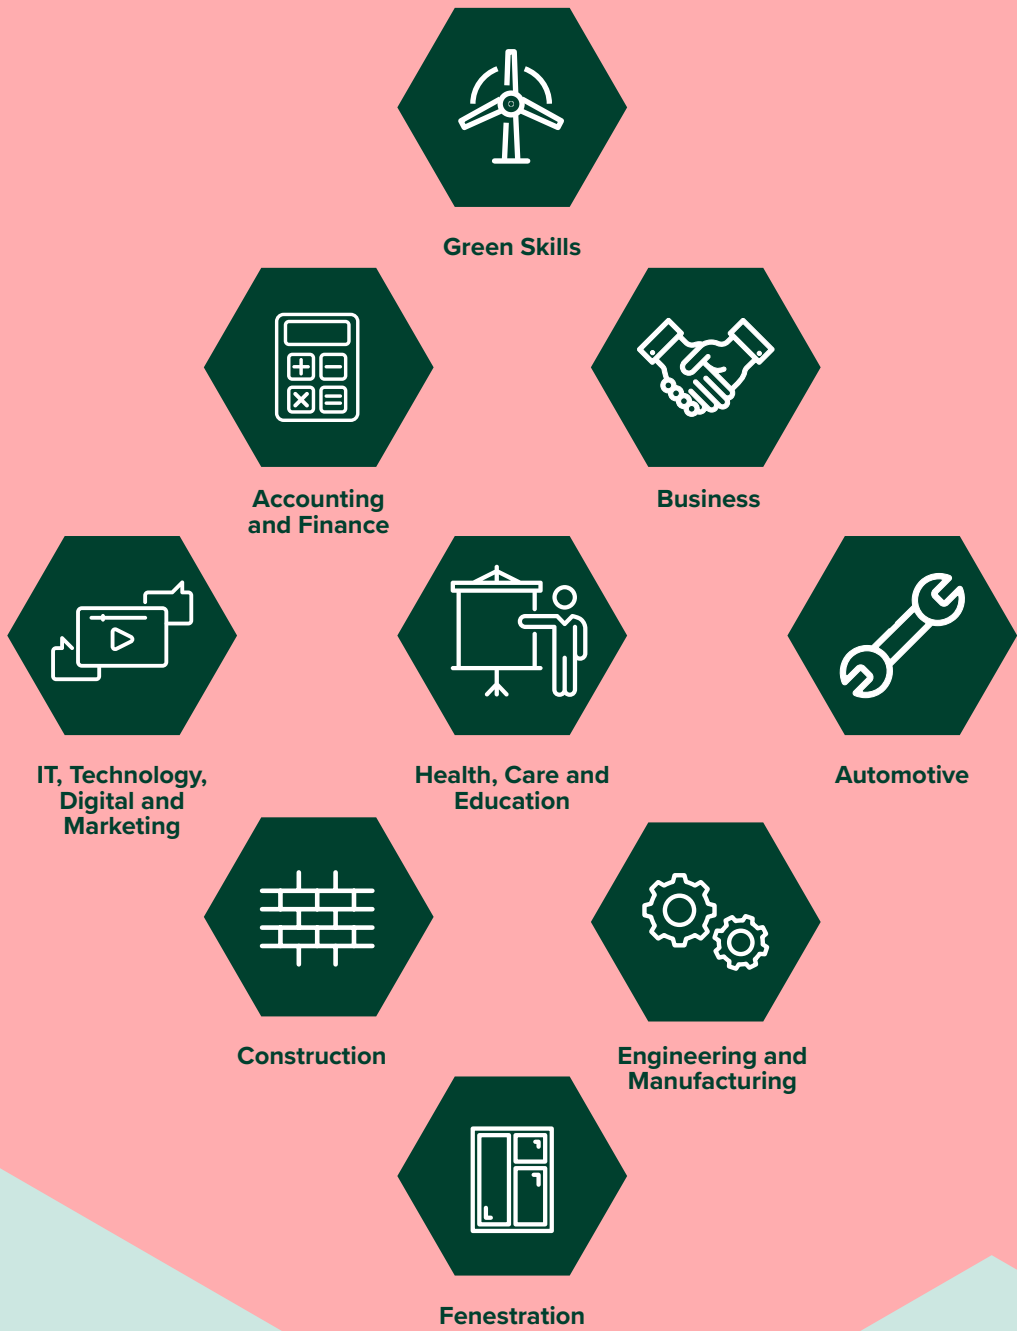 Green Skills
Accounting
and Finance
Business
IT, Technology,
Digital and
Marketing
Health, Care and
Education
Automotive
Construction
Engineering and
Manufacturing
Fenestration